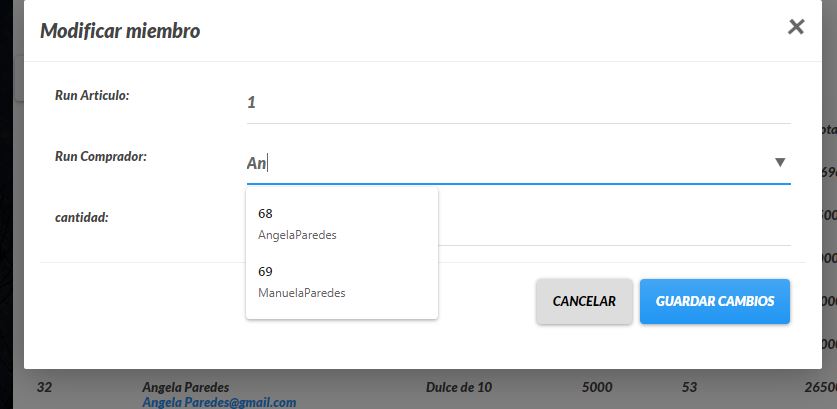 Modificar miembro
Run Articulo:
1
Run Comprador:
An
cantidad:
68
AngelaParedes
69
ManuelaParedes
CANCELAR
GUARDAR CAMBIOS
32 Angela Paredes Dulce de 10 5000 53 26500
Angela Paredes@gmail.com